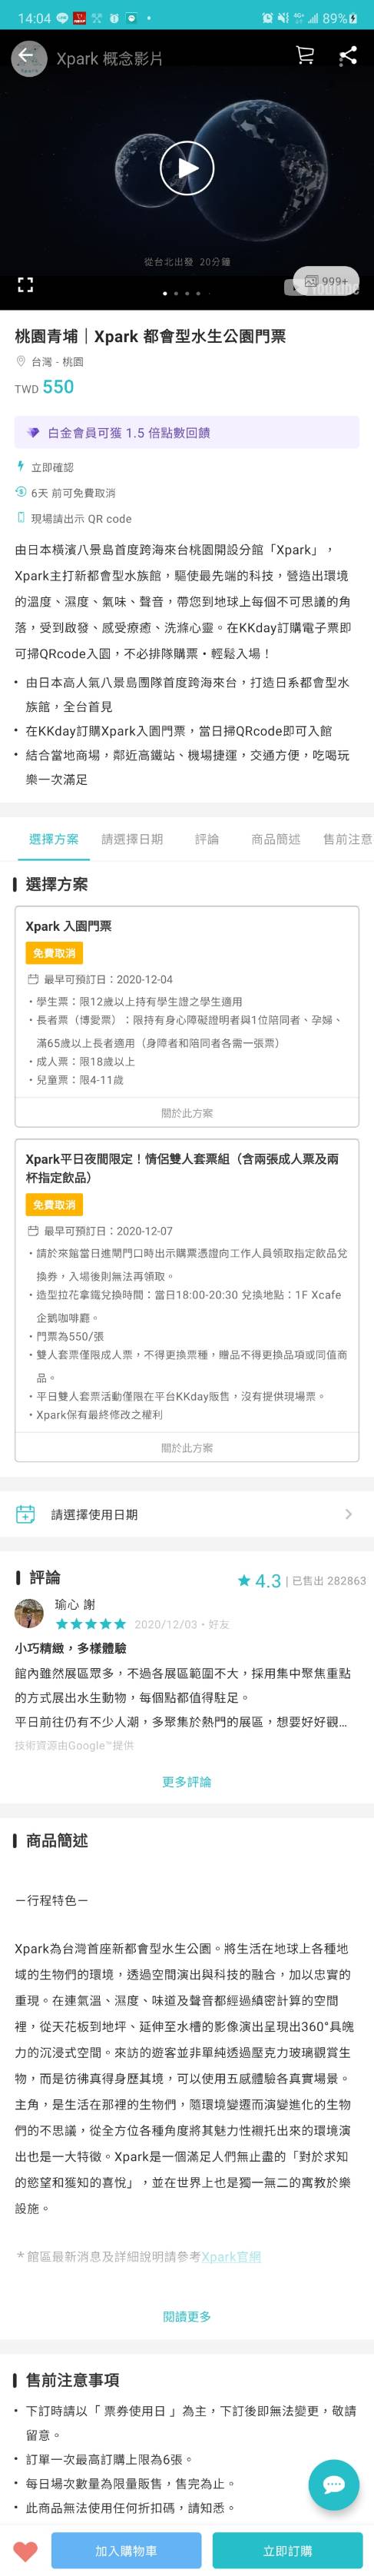 14:04
89%
Xpark 概念影片
從台北出發 20分鐘
999+
YouTube
桃園青埔｜Xpark 都會型水生公園門票
台灣 - 桃園
TWD 550
白金會員可獲 1.5 倍點數回饋
立即確認
6天 前可免費取消
現場請出示 QR code
由日本橫濱八景島首度跨海來台桃園開設分館「Xpark」，
Xpark主打新都會型水族館，驅使最先端的科技，營造出環境
的溫度、濕度、氣味、聲音，帶您到地球上每個不可思議的角
落，受到啟發、感受療癒、洗滌心靈。在KKday訂購電子票即
可掃QRcode入園，不必排隊購票・輕鬆入場！
• 由日本高人氣八景島團隊首度跨海來台，打造日系都會型水
族館，全台首見
• 在KKday訂購Xpark入園門票，當日掃QRcode即可入館
• 結合當地商場，鄰近高鐵站、機場捷運，交通方便，吃喝玩
樂一次滿足
選擇方案 請選擇日期 評論 商品簡述 售前注意
選擇方案
Xpark 入園門票
免費取消
最早可預訂日：2020-12-04
・學生票：限12歲以上持有學生證之學生適用
・長者票（博愛票）：限持有身心障礙證明者與1位陪同者、孕婦、
滿65歲以上長者適用（身障者和陪同者各需一張票）
・成人票：限18歲以上
・兒童票：限4-11歲
關於此方案
Xpark平日夜間限定！情侶雙人套票組（含兩張成人票及兩
杯指定飲品）
免費取消
最早可預訂日：2020-12-07
・請於來館當日進閘門口時出示購票憑證向工作人員領取指定飲品兌
換券，入場後則無法再領取。
・造型拉花拿鐵兌換時間：當日18:00-20:30 兌換地點：1F Xcafe
企鵝咖啡廳。
・門票為550/張
・雙人套票僅限成人票，不得更換票種，贈品不得更換品項或同值商
品。
・平日雙人套票活動僅限在平台KKday販售，沒有提供現場票。
・Xpark保有最終修改之權利
關於此方案
請選擇使用日期
評論
4.3 | 已售出 282863
瑜心 謝
2020/12/03・好友
小巧精緻，多樣體驗
館內雖然展區眾多，不過各展區範圍不大，採用集中聚焦重點
的方式展出水生動物，每個點都值得駐足。
平日前往仍有不少人潮，多聚集於熱門的展區，想要好好觀…
技術資源由Google™提供
更多評論
商品簡述
－行程特色－
Xpark為台灣首座新都會型水生公園。將生活在地球上各種地
域的生物們的環境，透過空間演出與科技的融合，加以忠實的
重現。在連氣溫、濕度、味道及聲音都經過縝密計算的空間
裡，從天花板到地坪、延伸至水槽的影像演出呈現出360°具魄
力的沉浸式空間。來訪的遊客並非單純透過壓克力玻璃觀賞生
物，而是彷彿真得身歷其境，可以使用五感體驗各真實場景。
主角，是生活在那裡的生物們，隨環境變遷而演變進化的生物
們的不思議，從全方位各種角度將其魅力性襯托出來的環境演
出也是一大特徵。Xpark是一個滿足人們無止盡的「對於求知
的慾望和獲知的喜悅」，並在世界上也是獨一無二的寓教於樂
設施。
＊館區最新消息及詳細說明請參考Xpark官網
閱讀更多
售前注意事項
• 下訂時請以「 票券使用日 」為主，下訂後即無法變更，敬請
留意。
• 訂單一次最高訂購上限為6張。
• 每日場次數量為限量販售，售完為止。
• 此商品無法使用任何折扣碼，請知悉。
加入購物車
立即訂購